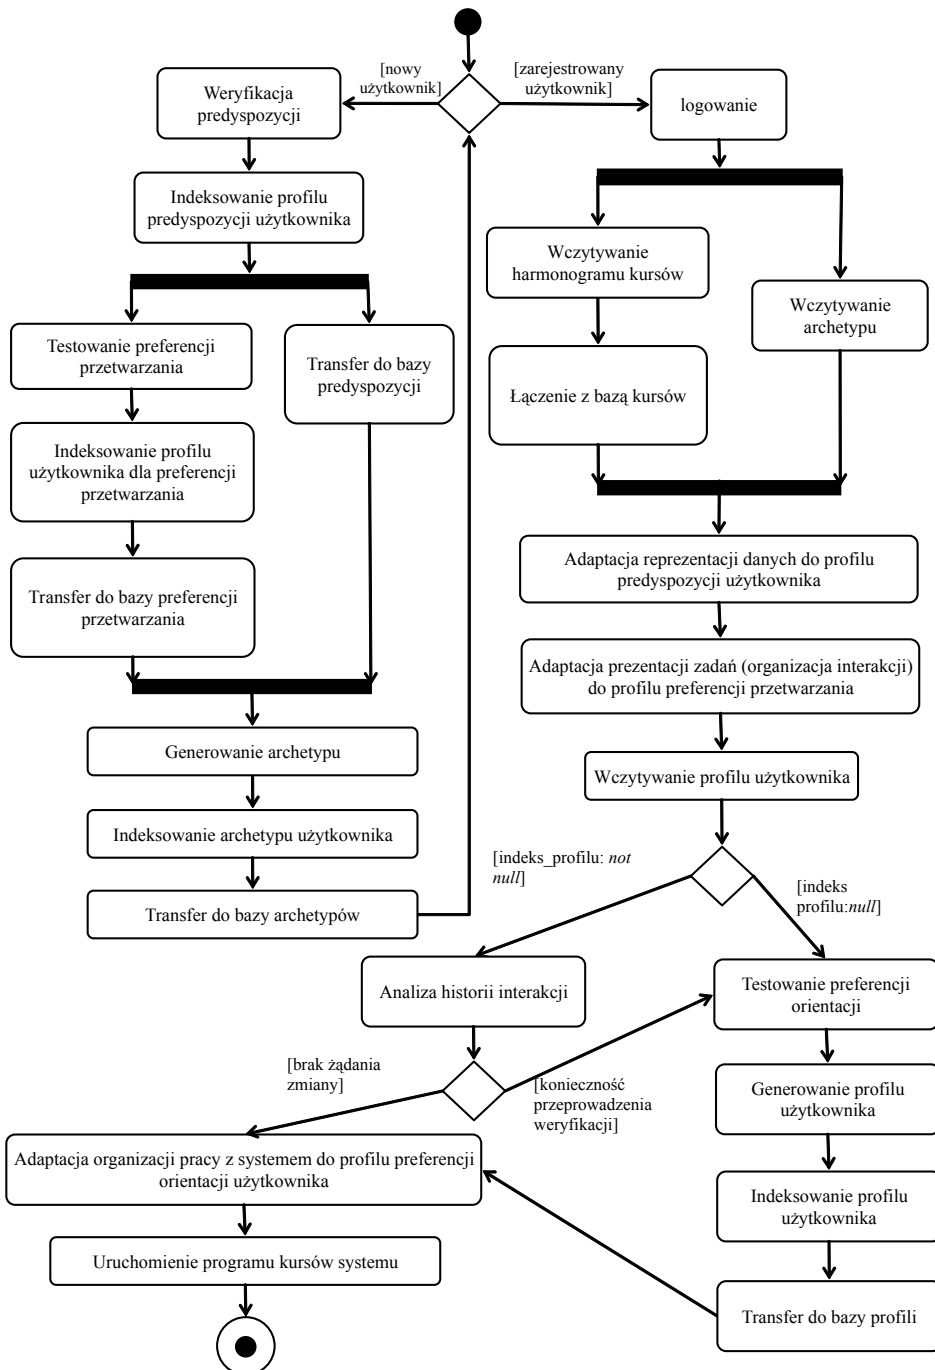 [nowy
użytkownik]
[zarejestrowany
użytkownik]
Weryfikacja
predyspozycji
logowanie
Indeksowanie profilu
predyspozycji użytkownika
Wczytywanie
harmonogramu kursów
Wczytywanie
archetypu
Testowanie preferencji
przetwarzania
Transfer do bazy
predyspozycji
Łączenie z bazą kursów
Indeksowanie profilu
użytkownika dla preferencji
przetwarzania
Adaptacja reprezentacji danych do profilu
predyspozycji użytkownika
Transfer do bazy preferencji
przetwarzania
Adaptacja prezentacji zadań (organizacja interakcji)
do profilu preferencji przetwarzania
Generowanie archetypu
Wczytywanie profilu użytkownika
Indeksowanie archetypu użytkownika
[indeks_profilu: not
null]
[indeks
profilu:null]
Transfer do bazy archetypów
Analiza historii interakcji
Testowanie preferencji
orientacji
[brak żądania
zmiany]
[konieczność
przeprowadzenia
weryfikacji]
Generowanie profilu
użytkownika
Adaptacja organizacji pracy z systemem do profilu preferencji
orientacji użytkownika
Indeksowanie profilu
użytkownika
Uruchomienie programu kursów systemu
Transfer do bazy profili